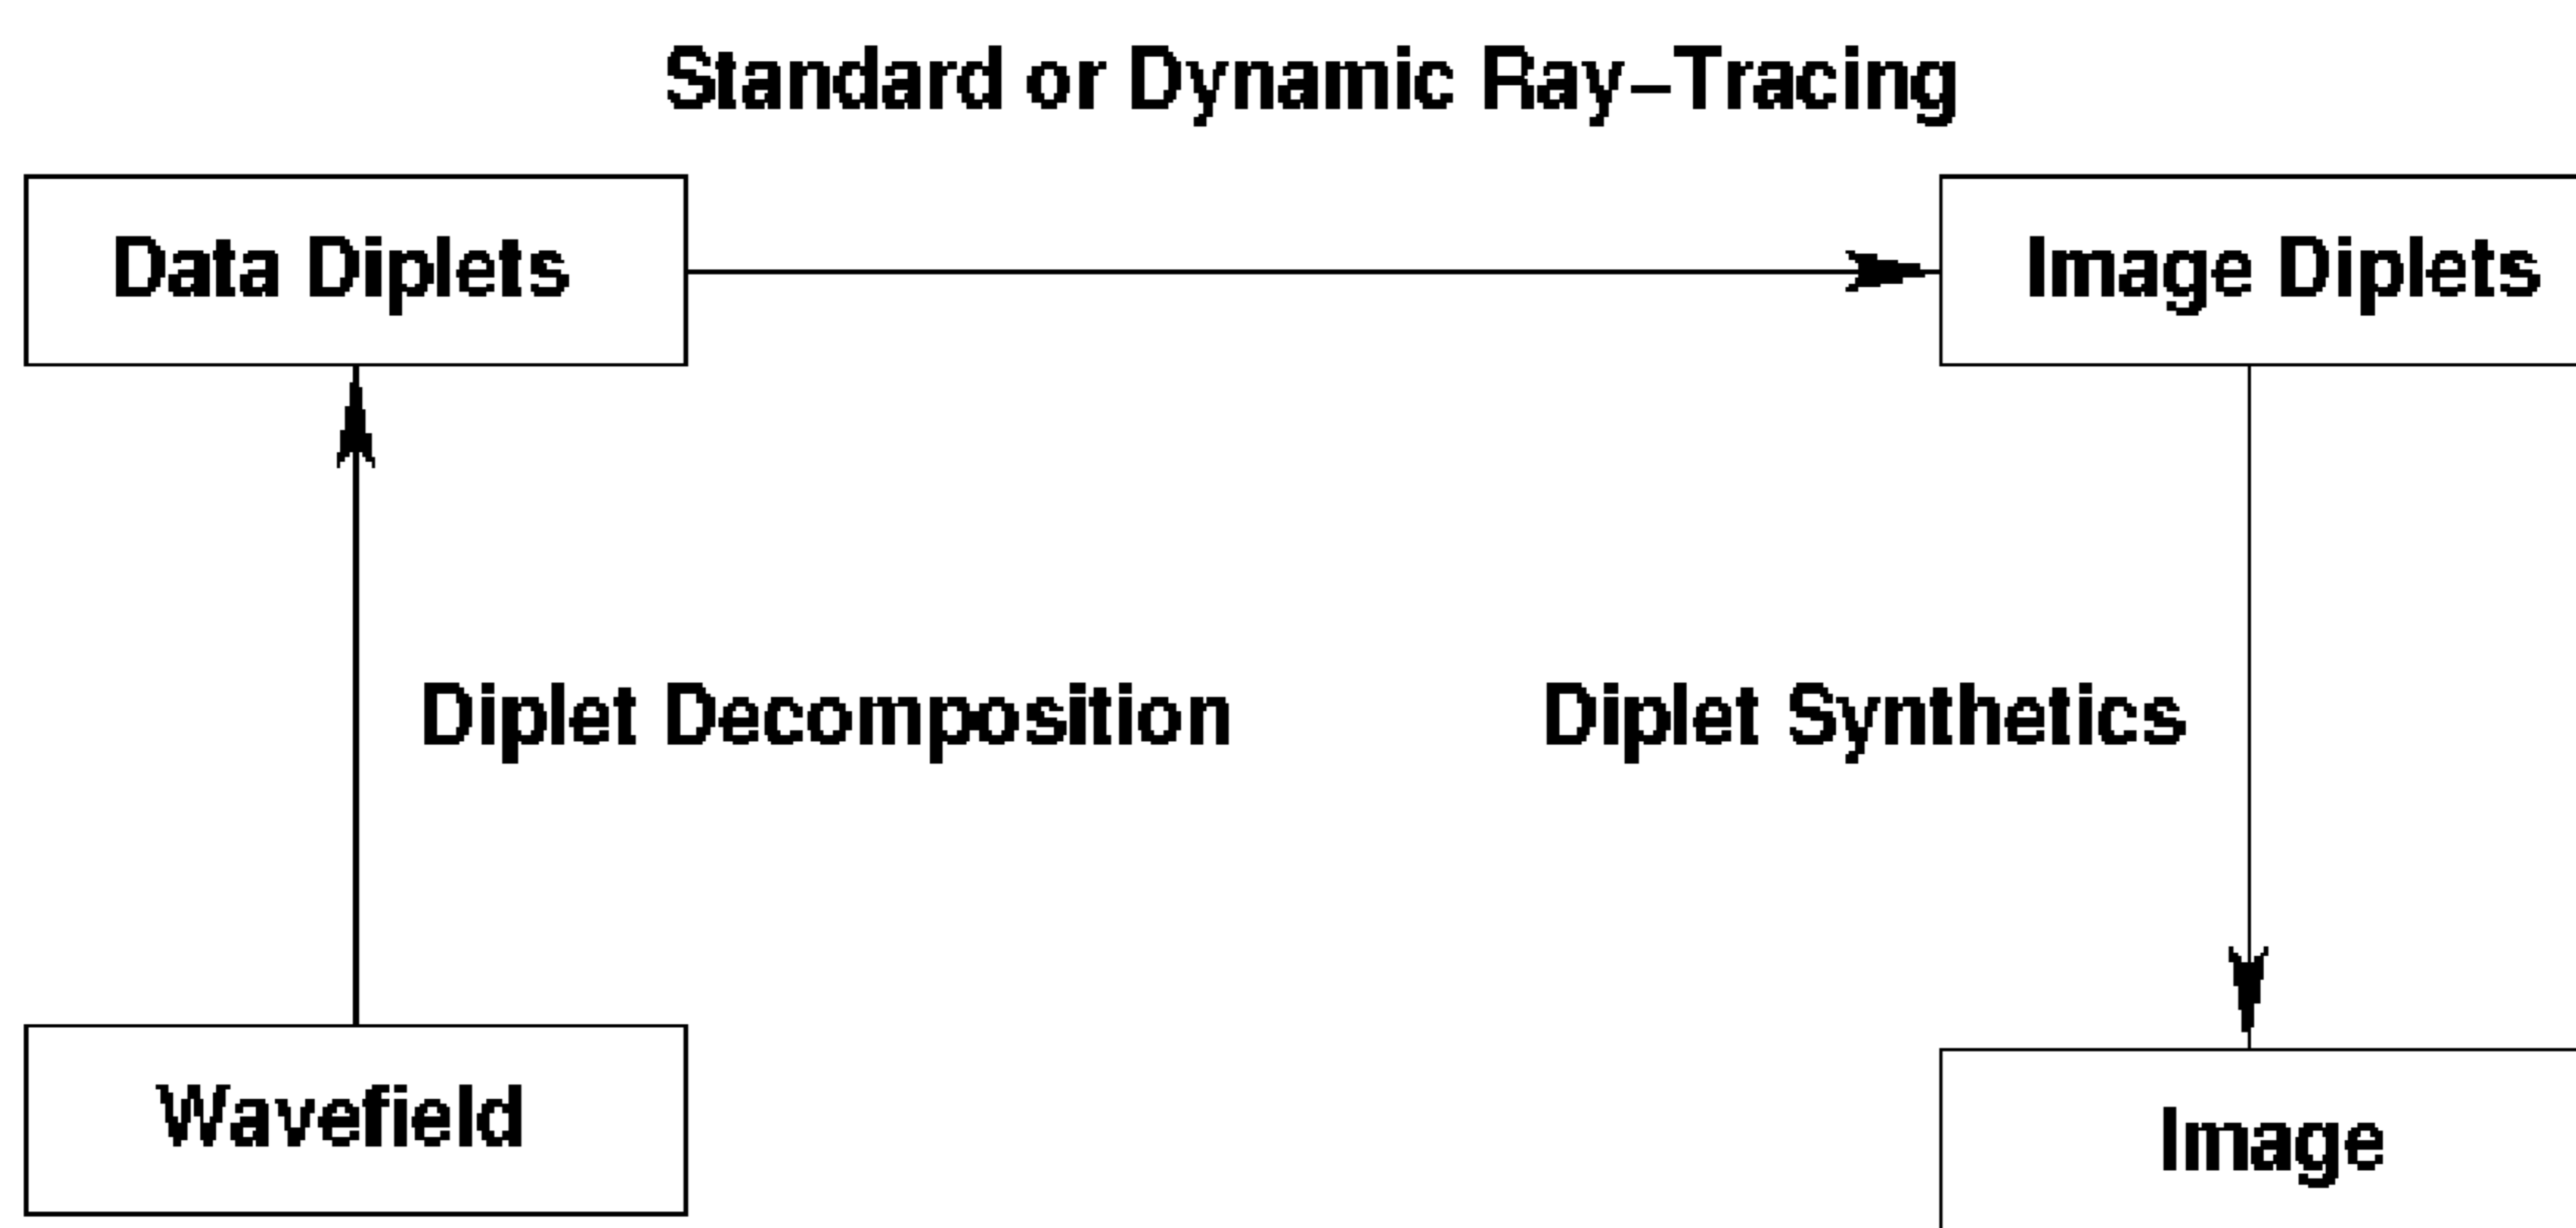 Standard or Dynamic Ray–Tracing
Data Diplets
Image Diplets
Diplet Decomposition
Diplet Synthetics
Wavefield
Image